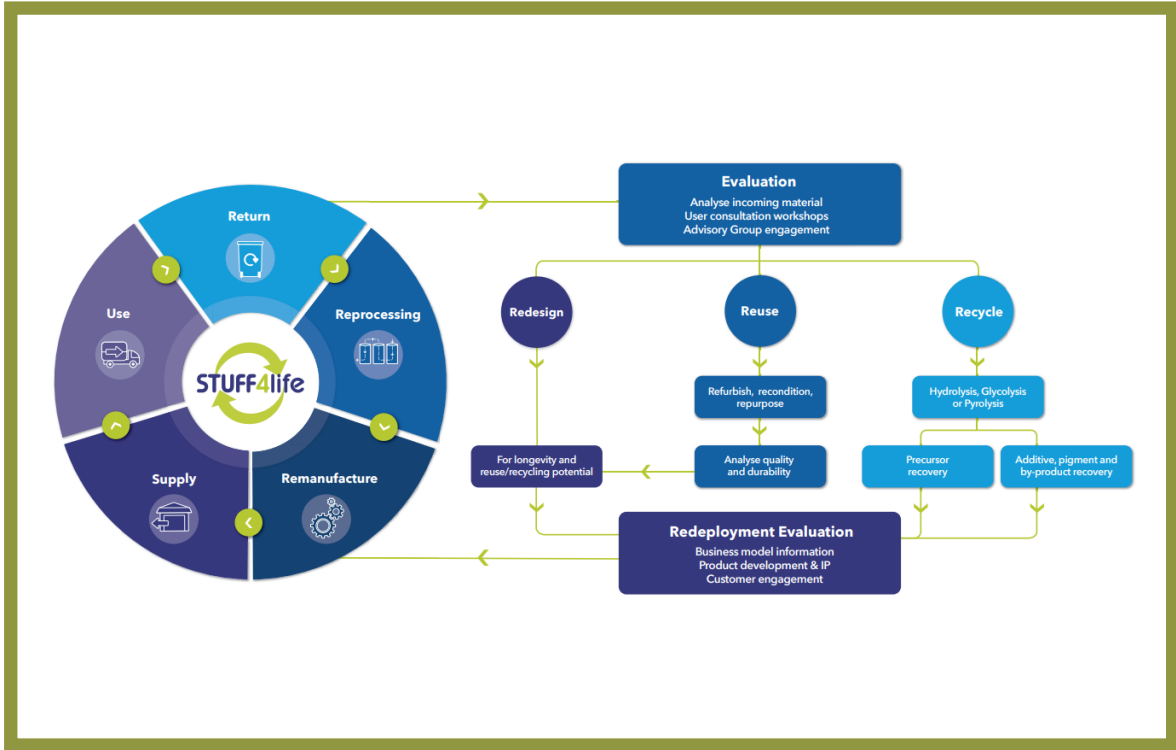 Return
Use
Reprocessing
STUFF4life
Supply
Remanufacture
Evaluation
Analyse incoming material
User consultation workshops
Advisory Group engagement
Redesign
Reuse
Recycle
Refurbish, recondition,
repurpose
Hydrolysis, Glycolysis
or Pyrolysis
For longevity and
reuse/recycling potential
Analyse quality
and durability
Precursor
recovery
Additive, pigment and
by-product recovery
Redeployment Evaluation
Business model information
Product development & IP
Customer engagement